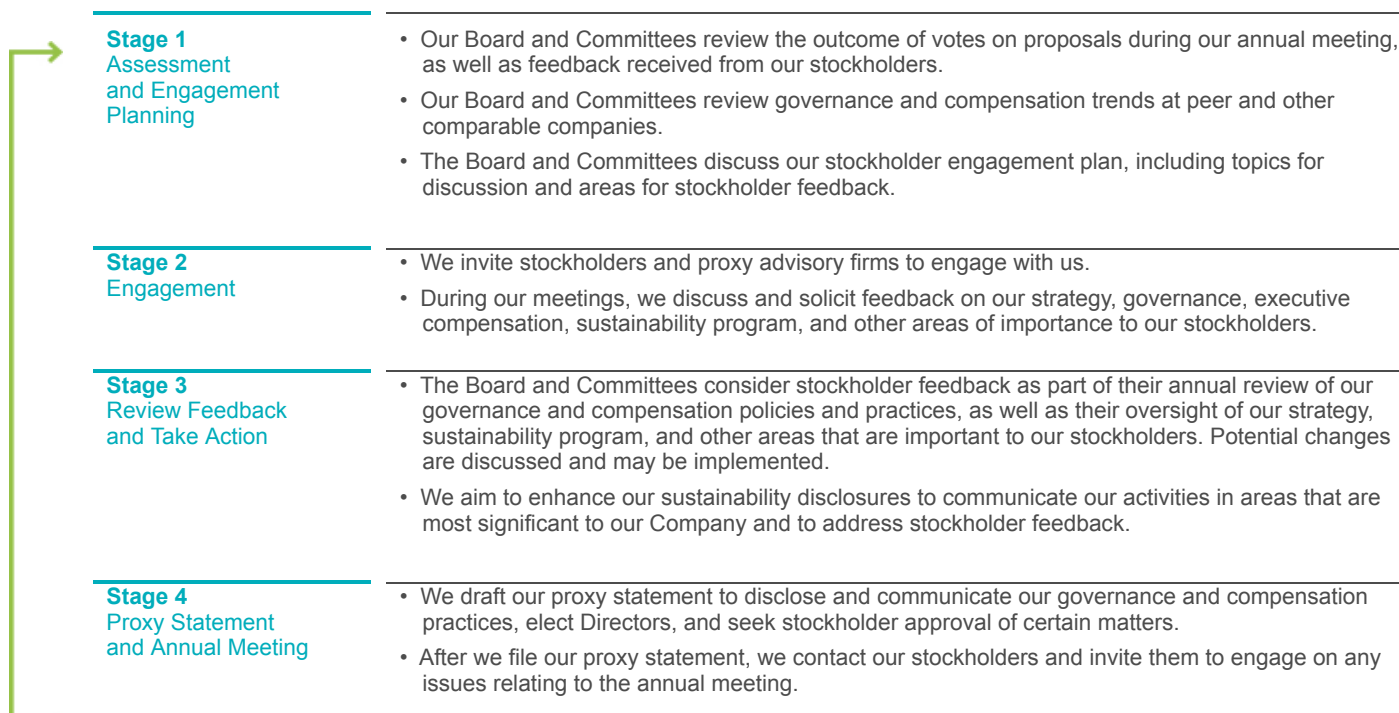 Stage 1
Assessment
and Engagement
Planning
• Our Board and Committees review the outcome of votes on proposals during our annual meeting,
as well as feedback received from our stockholders.
• Our Board and Committees review governance and compensation trends at peer and other
comparable companies.
• The Board and Committees discuss our stockholder engagement plan, including topics for
discussion and areas for stockholder feedback.
Stage 2
Engagement
• We invite stockholders and proxy advisory firms to engage with us.
• During our meetings, we discuss and solicit feedback on our strategy, governance, executive
compensation, sustainability program, and other areas of importance to our stockholders.
Stage 3
Review Feedback
and Take Action
• The Board and Committees consider stockholder feedback as part of their annual review of our
governance and compensation policies and practices, as well as their oversight of our strategy,
sustainability program, and other areas that are important to our stockholders. Potential changes
are discussed and may be implemented.
• We aim to enhance our sustainability disclosures to communicate our activities in areas that are
most significant to our Company and to address stockholder feedback.
Stage 4
Proxy Statement
and Annual Meeting
• We draft our proxy statement to disclose and communicate our governance and compensation
practices, elect Directors, and seek stockholder approval of certain matters.
• After we file our proxy statement, we contact our stockholders and invite them to engage on any
issues relating to the annual meeting.